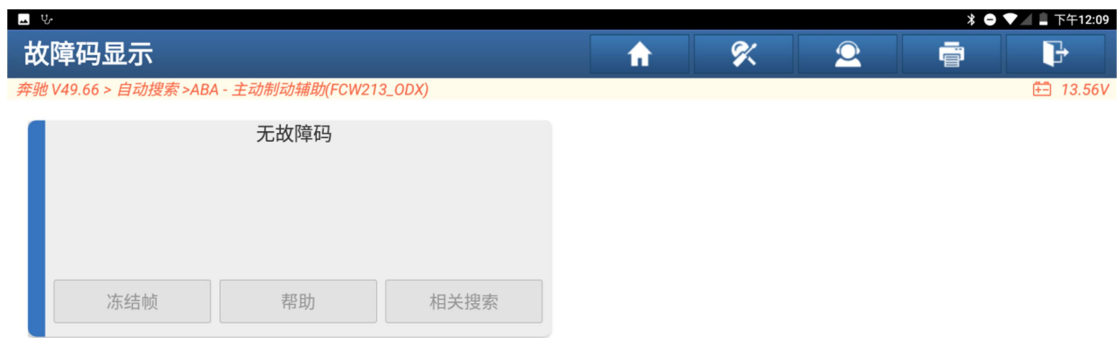 下午12:09
故障码显示
奔驰 V49.66 > 自动搜索 >ABA - 主动制动辅助(FCW213_ODX) 13.56V
无故障码
冻结帧 帮助 相关搜索